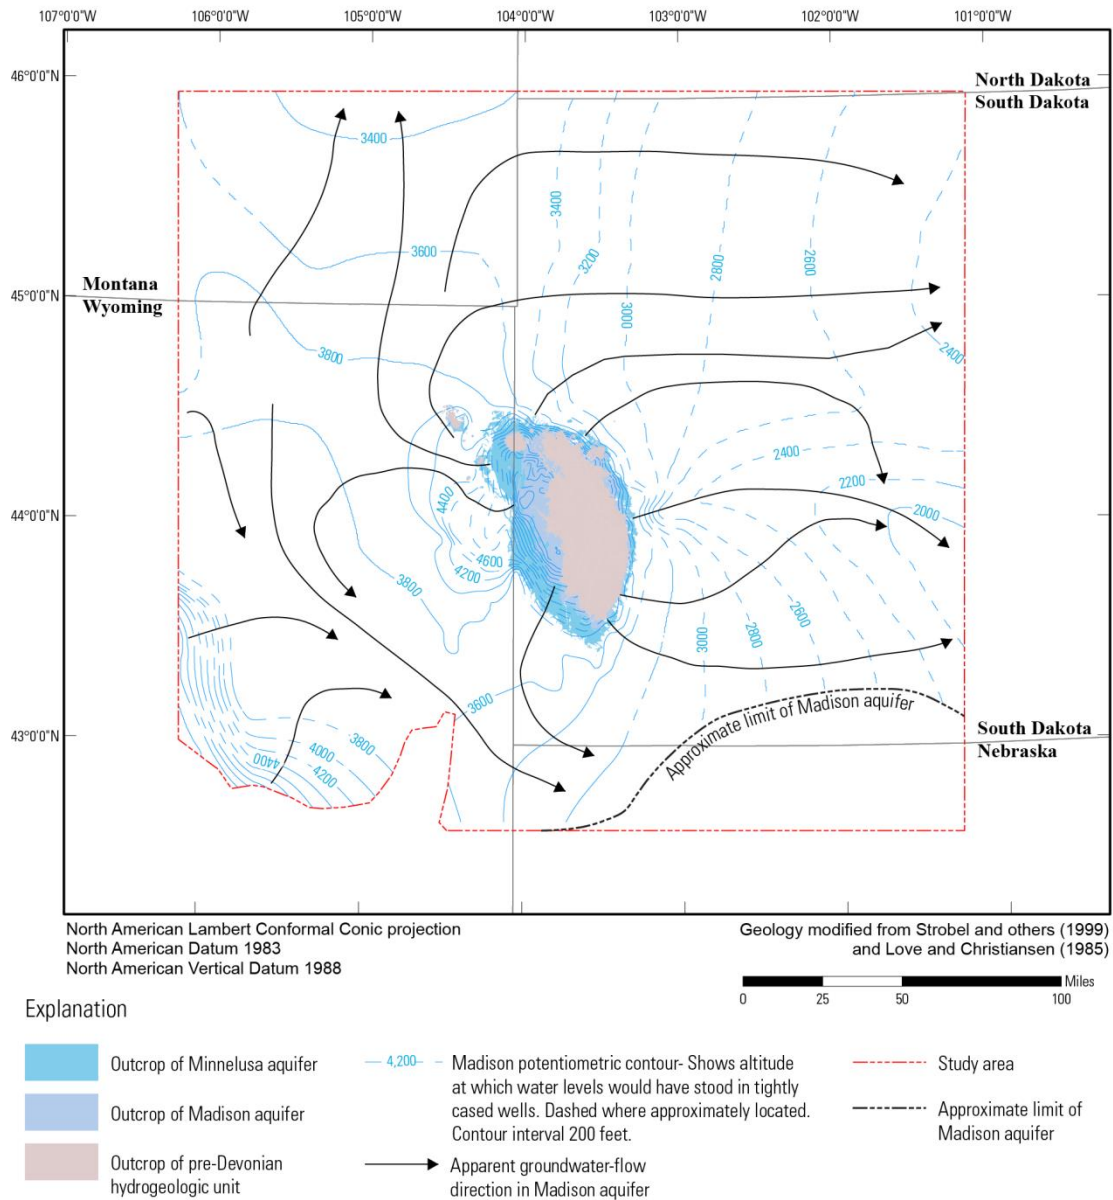 107°0'0"W 106°0'0"W 105°0'0"W 104°0'0"W 103°0'0"W 102°0'0"W 101°0'0"W
46°0'0"N
North Dakota
South Dakota
3400
3400
3600
3200
2800
2600
Montana
Wyoming
45°0'0"N
3000
3800
2400
2400
2200
4400
2000
44°0'0"N
4600
4200
3800
2600
2800
3000
3600
Approximate limit of Madison aquifer
South Dakota
Nebraska
43°0'0"N
3800
4000
4200
4400
North American Lambert Conformal Conic projection
North American Datum 1983
North American Vertical Datum 1988
Geology modified from Strobel and others (1999)
and Love and Christiansen (1985)
Miles
0 25 50 100
Explanation
Outcrop of Minnelusa aquifer
Outcrop of Madison aquifer
Outcrop of pre-Devonian
hydrogeologic unit
4,200
Madison potentiometric contour- Shows altitude
at which water levels would have stood in tightly
cased wells. Dashed where approximately located.
Contour interval 200 feet.
Apparent groundwater-flow
direction in Madison aquifer
Study area
Approximate limit of
Madison aquifer